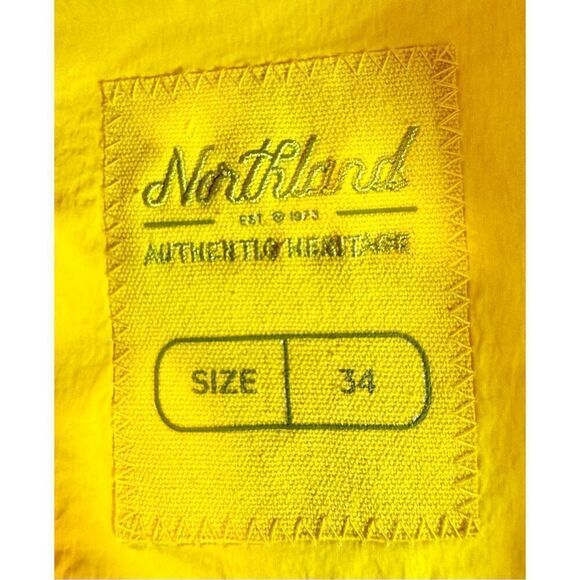 Northland
EST. ® 1973
AUTHENTIC HERITAGE
SIZE 34